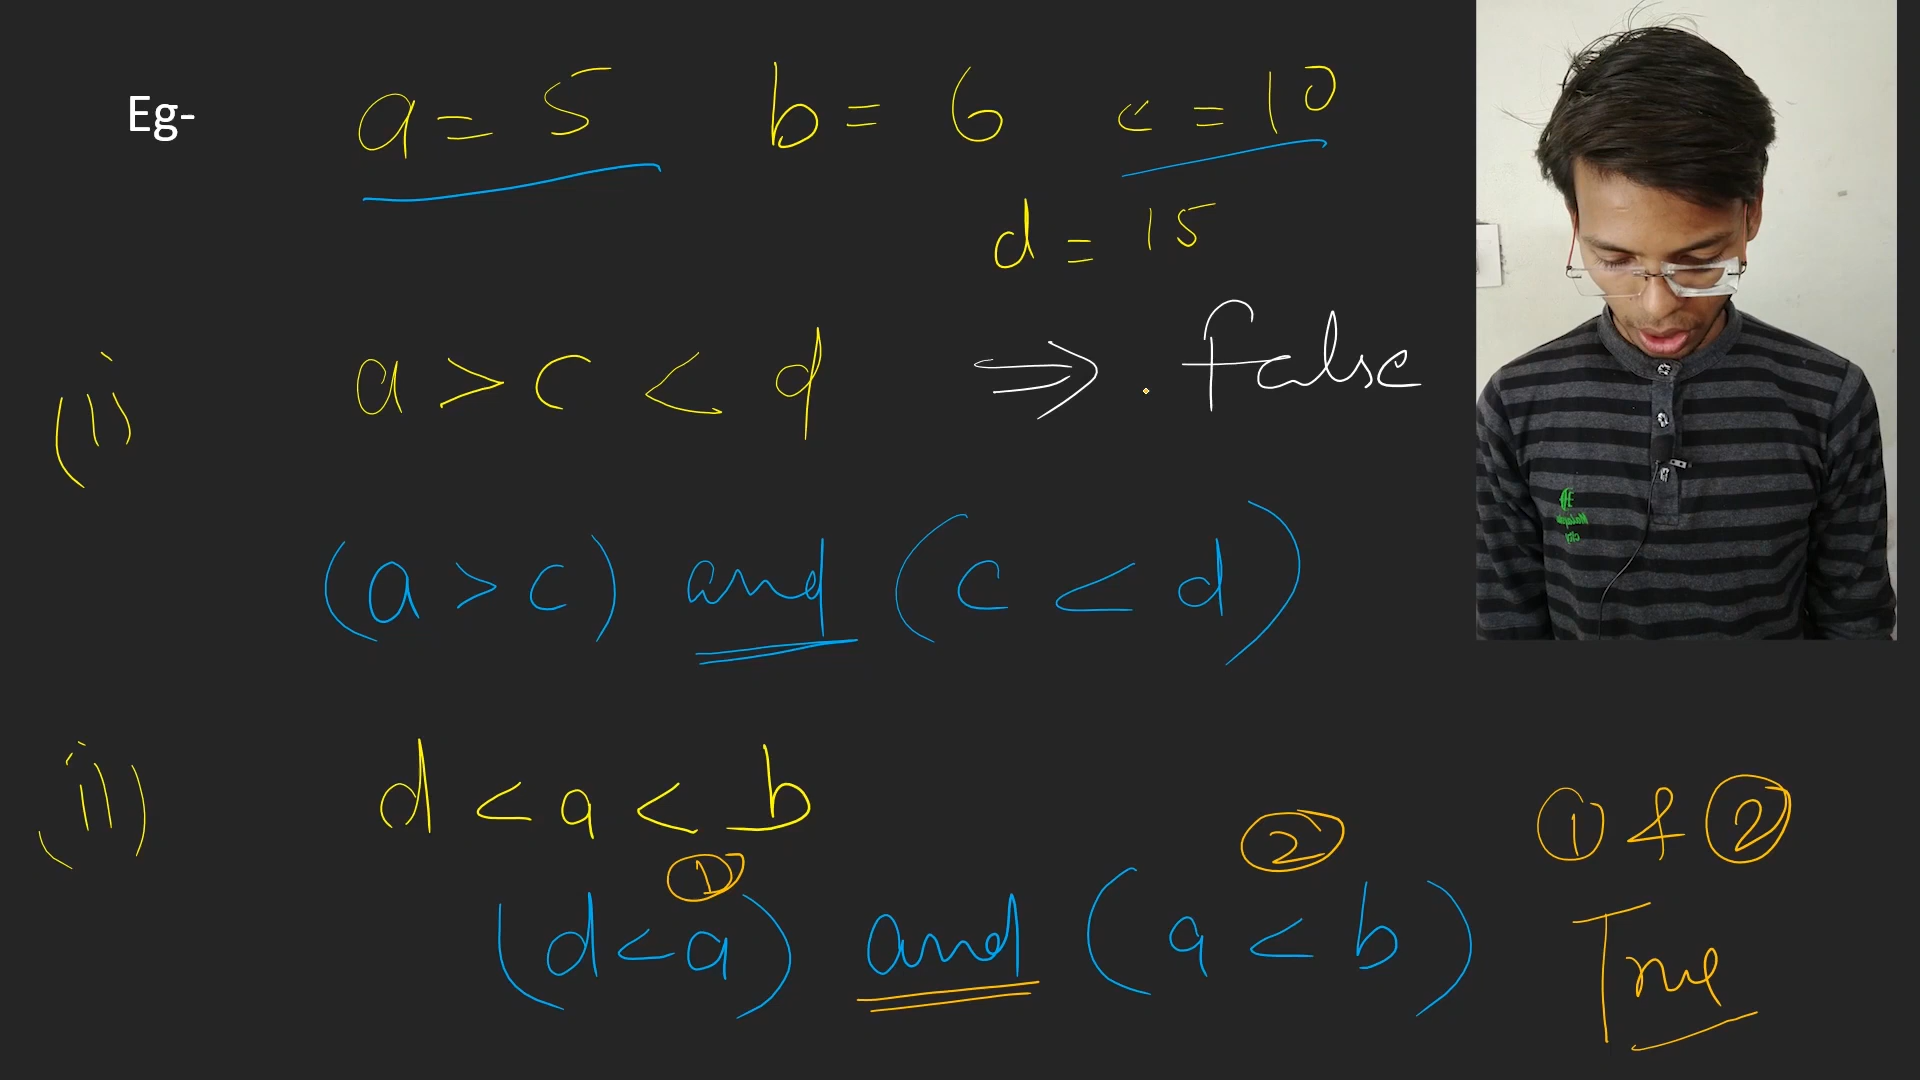 Eg- a = 5 b = 6 c = 10
d = 15
(i) a > c < d ⇒ . false
(a > c) and (c < d)
(ii) d < a < b
① ② ① & ②
(d < a) and (a < b) True